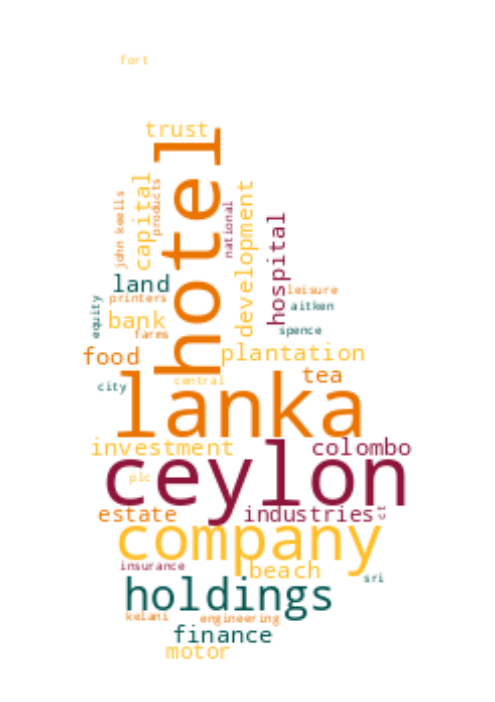 fort
trust
hotel
capital
products
john keells
national
development
hospital
land
printers
leisure
aitken
equity
bank
farms
spence
food
plantation
central
tea
city
lanka
investment
colombo
ceylon
plc
estate
industries
ct
company
insurance
beach
sri
holdings
kelani
engineering
finance
motor